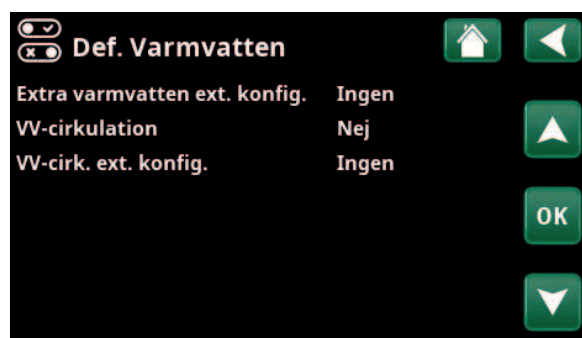 Def. Varmvatten
Extra varmvatten ext. konfig. Ingen
VV-cirkulation Nej
VV-cirk. ext. konfig. Ingen
OK